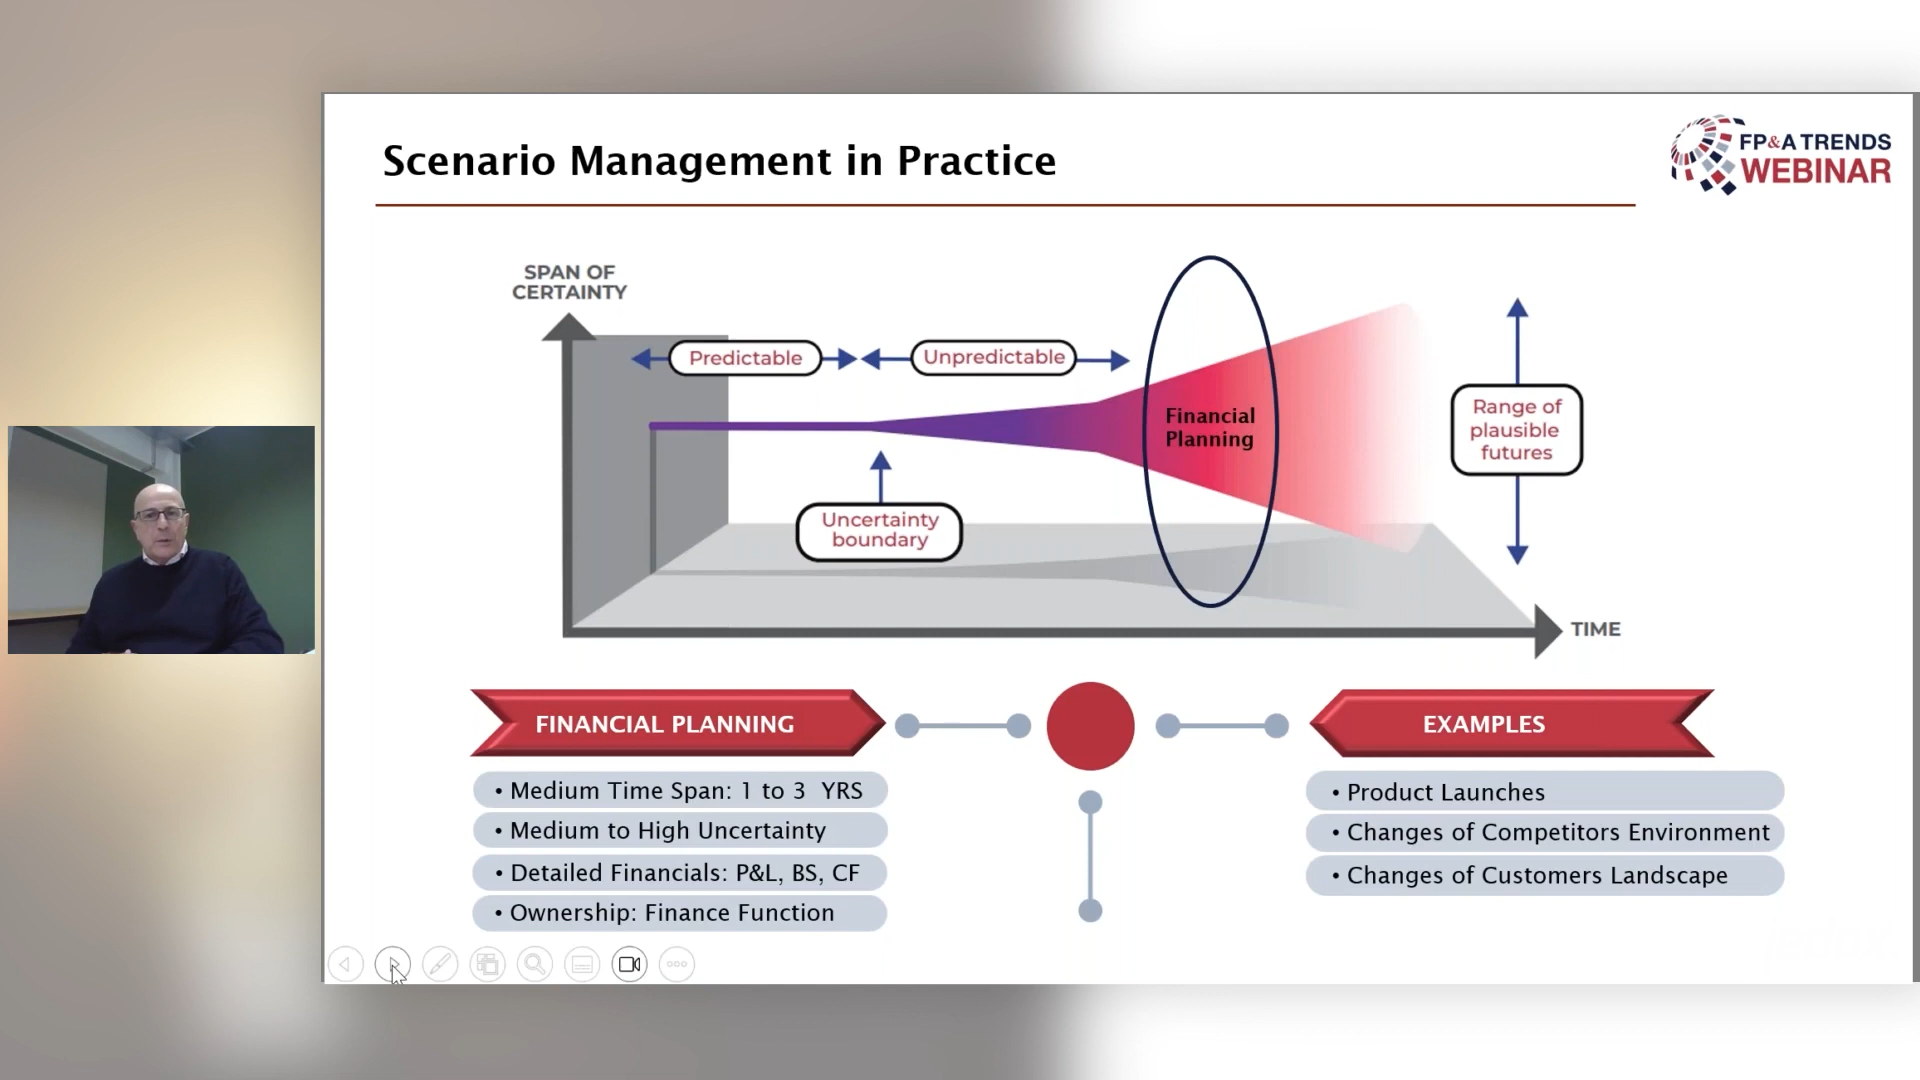 Scenario Management in Practice
FP&A TRENDS
WEBINAR
SPAN OF
CERTAINTY
Predictable
Unpredictable
Financial
Planning
Range of
plausible
futures
Uncertainty
boundary
TIME
FINANCIAL PLANNING
• Medium Time Span: 1 to 3 YRS
• Medium to High Uncertainty
• Detailed Financials: P&L, BS, CF
• Ownership: Finance Function
EXAMPLES
• Product Launches
• Changes of Competitors Environment
• Changes of Customers Landscape